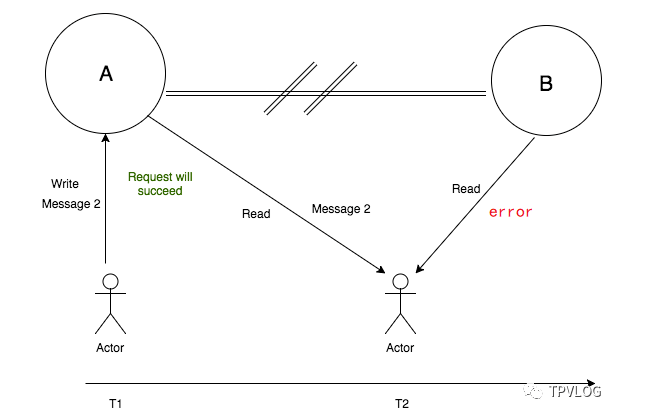 A
B
Write
Message 2
Request will
succeed
Read
Message 2
Read
error
Actor
Actor
T1
T2
TPVLOG